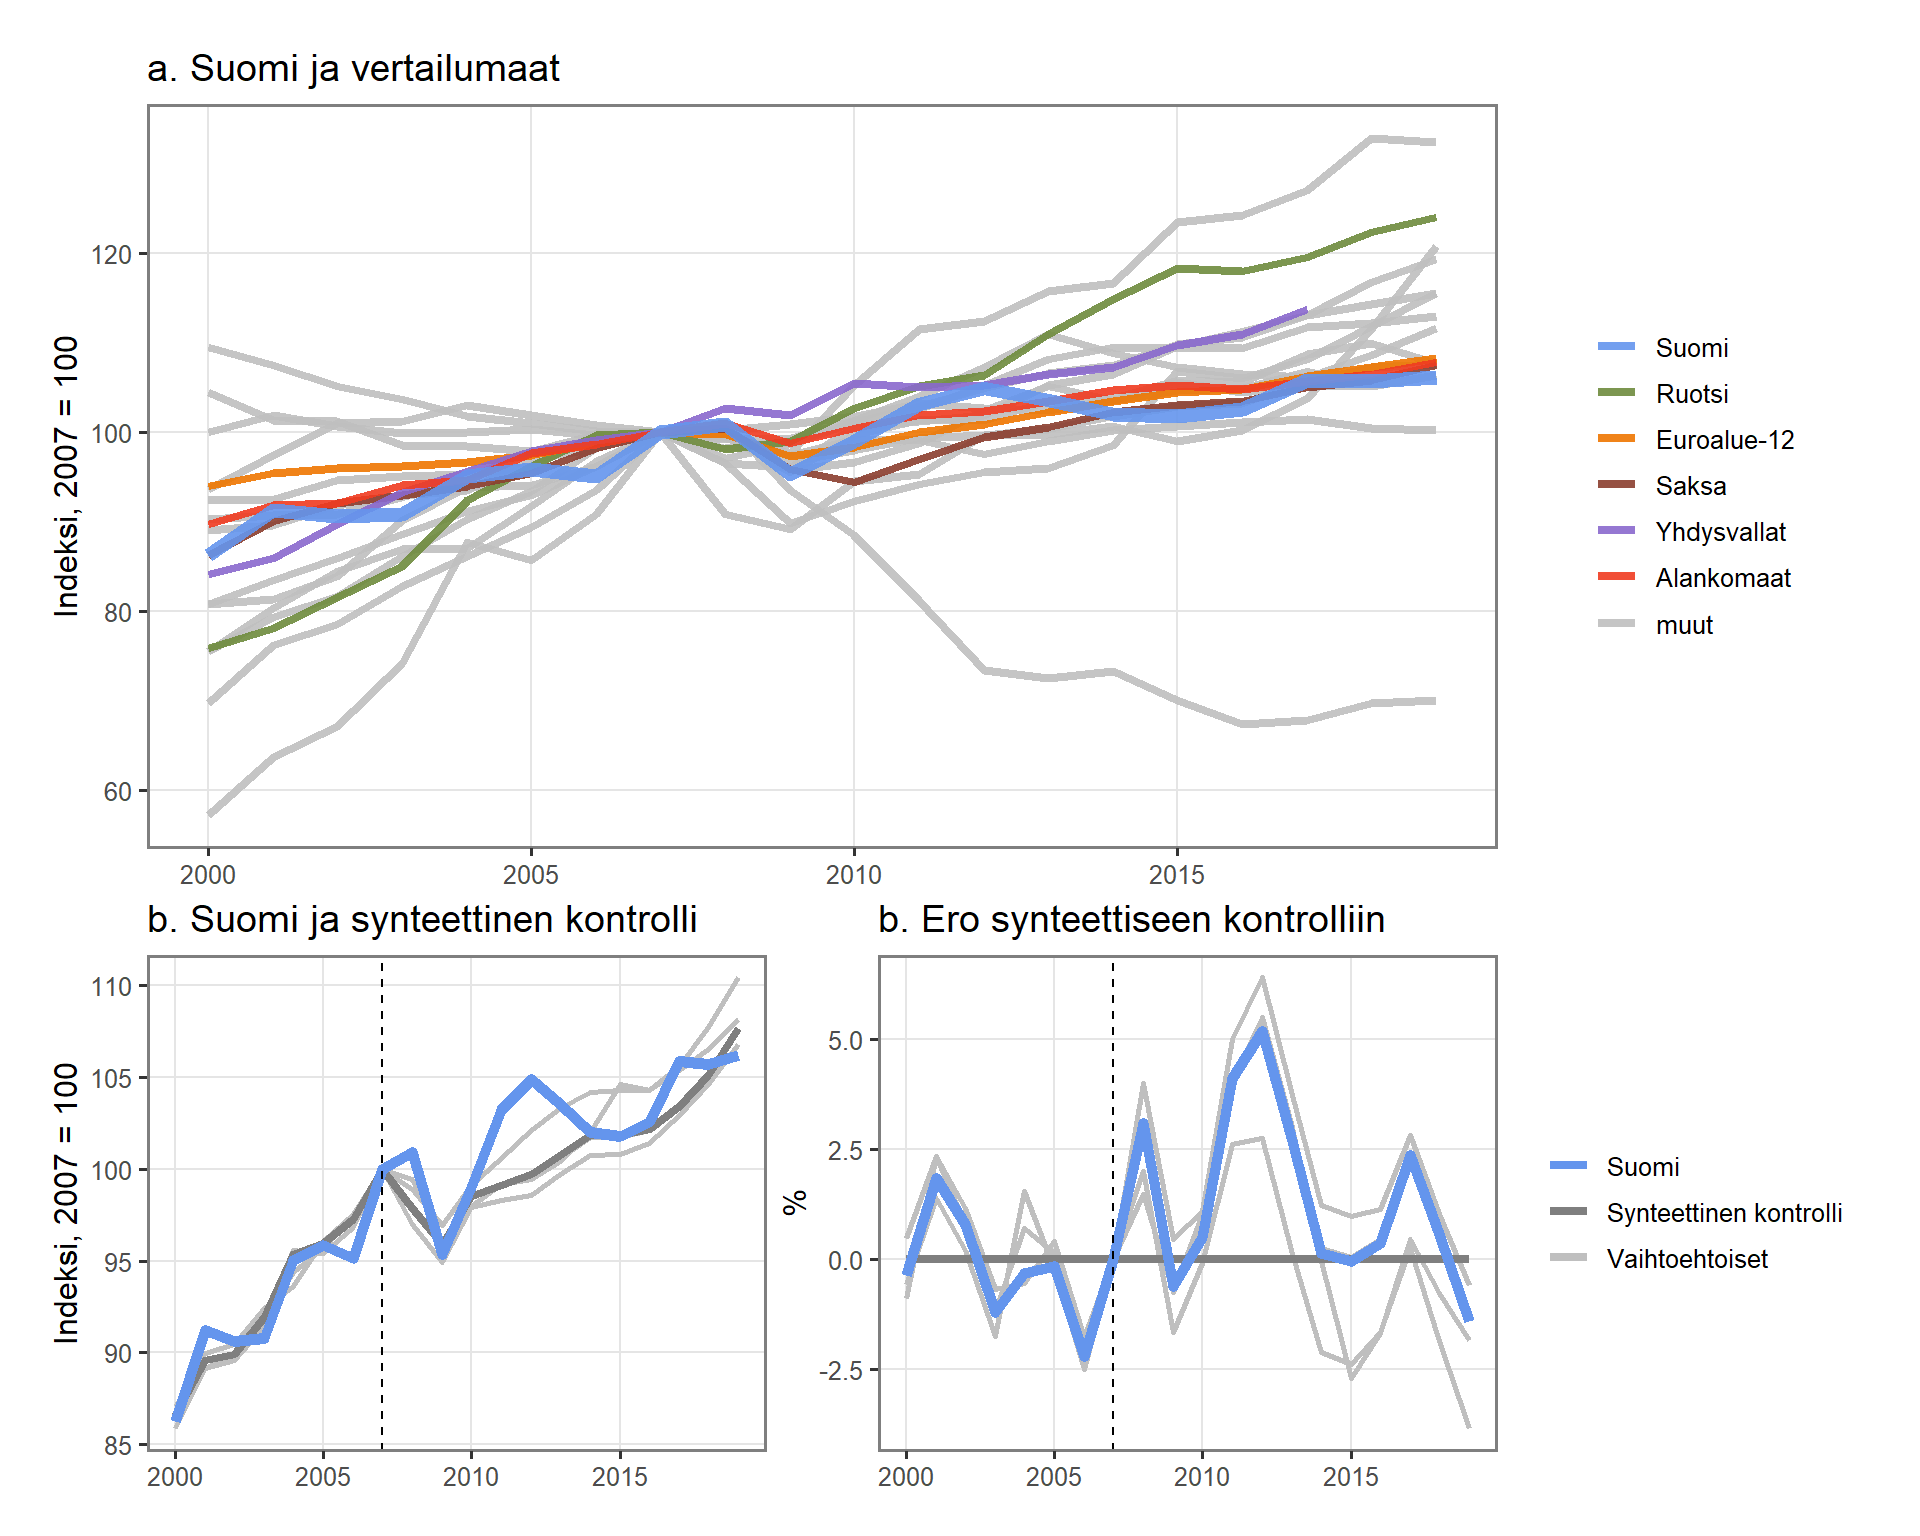 a. Suomi ja vertailumaat
Indeksi, 2007 = 100
120
100
80
60
2000 2005 2010 2015
Suomi
Ruotsi
Euroalue-12
Saksa
Yhdysvallat
Alankomaat
muut
b. Suomi ja synteettinen kontrolli
Indeksi, 2007 = 100
110
105
100
95
90
85
2000 2005 2010 2015
b. Ero synteettiseen kontrolliin
%
5.0
2.5
0.0
-2.5
2000 2005 2010 2015
Suomi
Synteettinen kontrolli
Vaihtoehtoiset